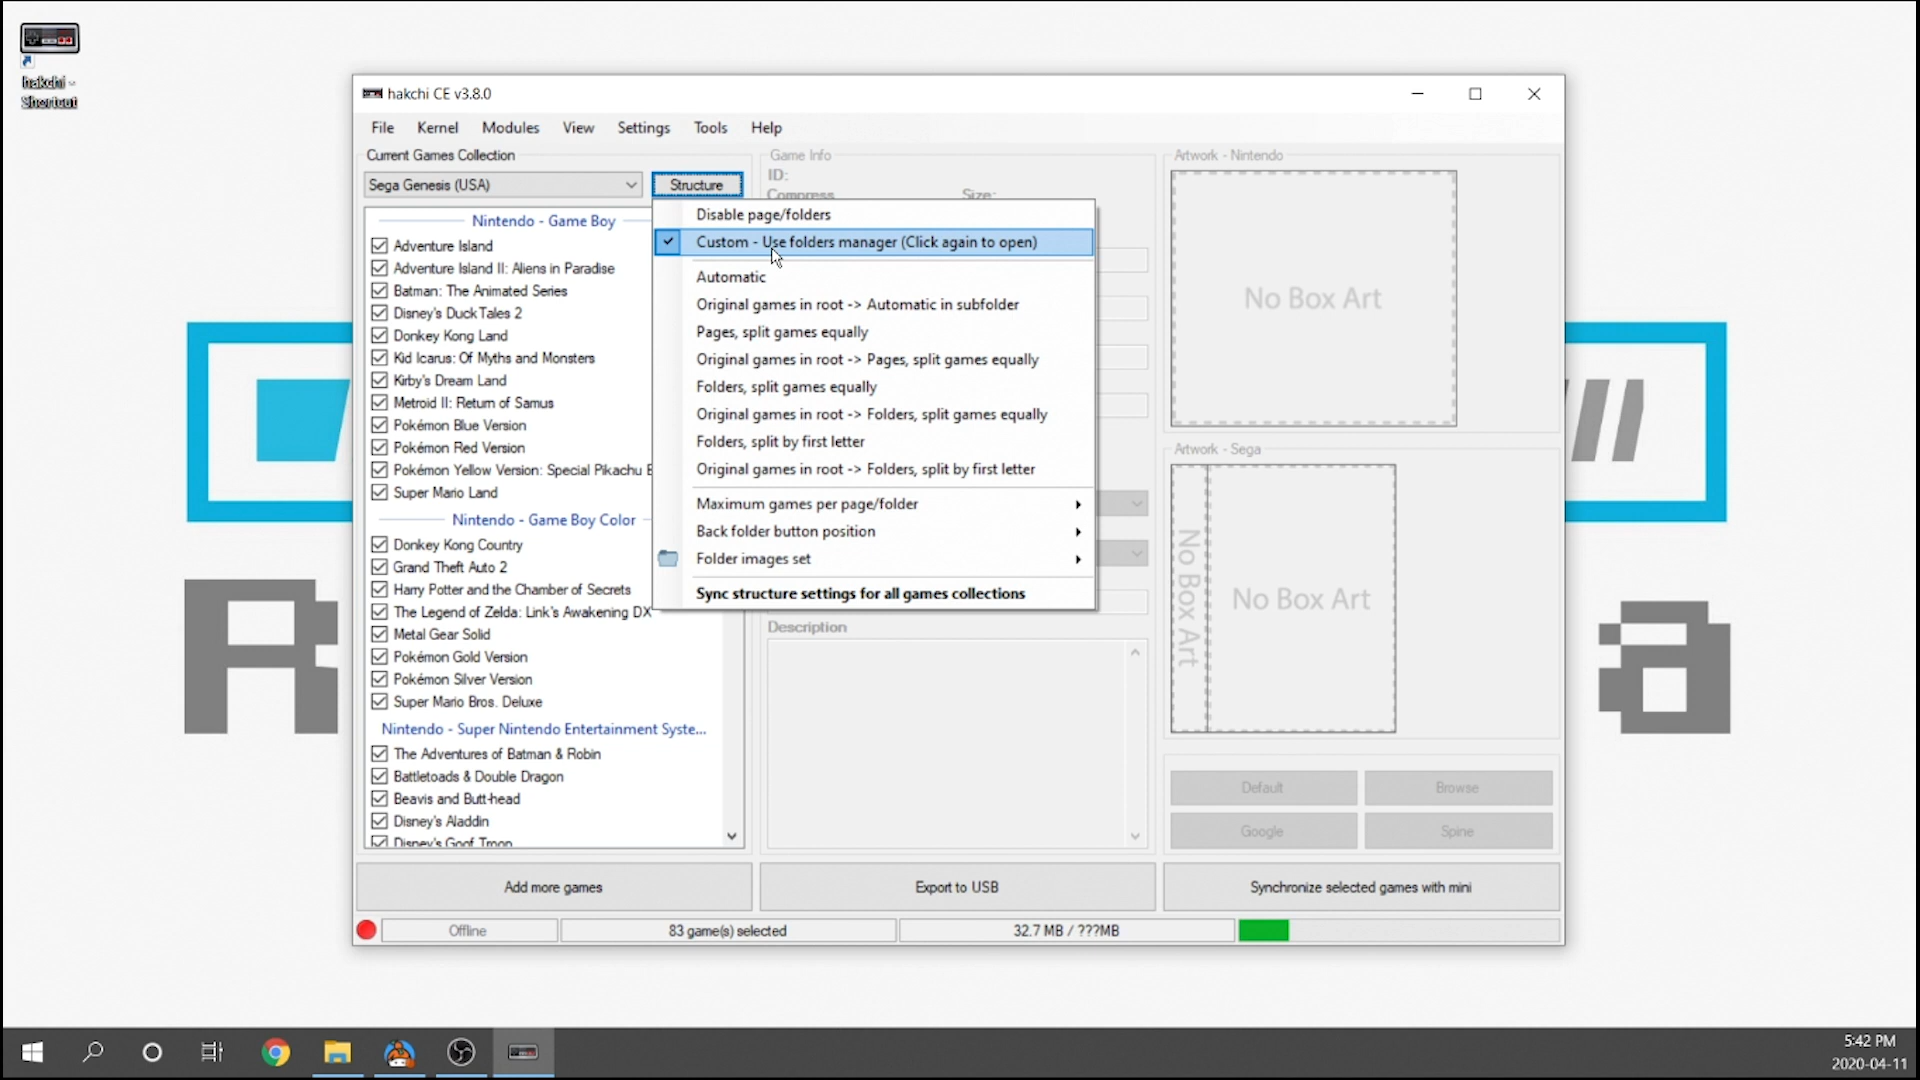 hakchi -
Shortcut
hakchi CE v3.8.0
File Kernel Modules View Settings Tools Help
Current Games Collection
Sega Genesis (USA)
Structure
Nintendo - Game Boy
Adventure Island
Adventure Island II: Aliens in Paradise
Batman: The Animated Series
Disney's DuckTales 2
Donkey Kong Land
Kid Icarus: Of Myths and Monsters
Kirby's Dream Land
Metroid II: Return of Samus
Pokémon Blue Version
Pokémon Red Version
Pokémon Yellow Version: Special Pikachu E
Super Mario Land
Nintendo - Game Boy Color
Donkey Kong Country
Grand Theft Auto 2
Harry Potter and the Chamber of Secrets
The Legend of Zelda: Link's Awakening DX
Metal Gear Solid
Pokémon Gold Version
Pokémon Silver Version
Super Mario Bros. Deluxe
Nintendo - Super Nintendo Entertainment Syste...
The Adventures of Batman & Robin
Battletoads & Double Dragon
Beavis and Butt-head
Disney's Aladdin
Disney's Goof Troop
Disable page/folders
Custom - Use folders manager (Click again to open)
Automatic
Original games in root -> Automatic in subfolder
Pages, split games equally
Original games in root -> Pages, split games equally
Folders, split games equally
Original games in root -> Folders, split games equally
Folders, split by first letter
Original games in root -> Folders, split by first letter
Maximum games per page/folder
Back folder button position
Folder images set
Sync structure settings for all games collections
Game Info
ID:
Compress
Size:
Description
Artwork - Nintendo
No Box Art
Artwork - Sega
No Box Art
No Box Art
Default Browse
Google Spine
Add more games
Export to USB
Synchronize selected games with mini
Offline
83 game(s) selected
32.7 MB / ???MB
R
a
5:42 PM
2020-04-11